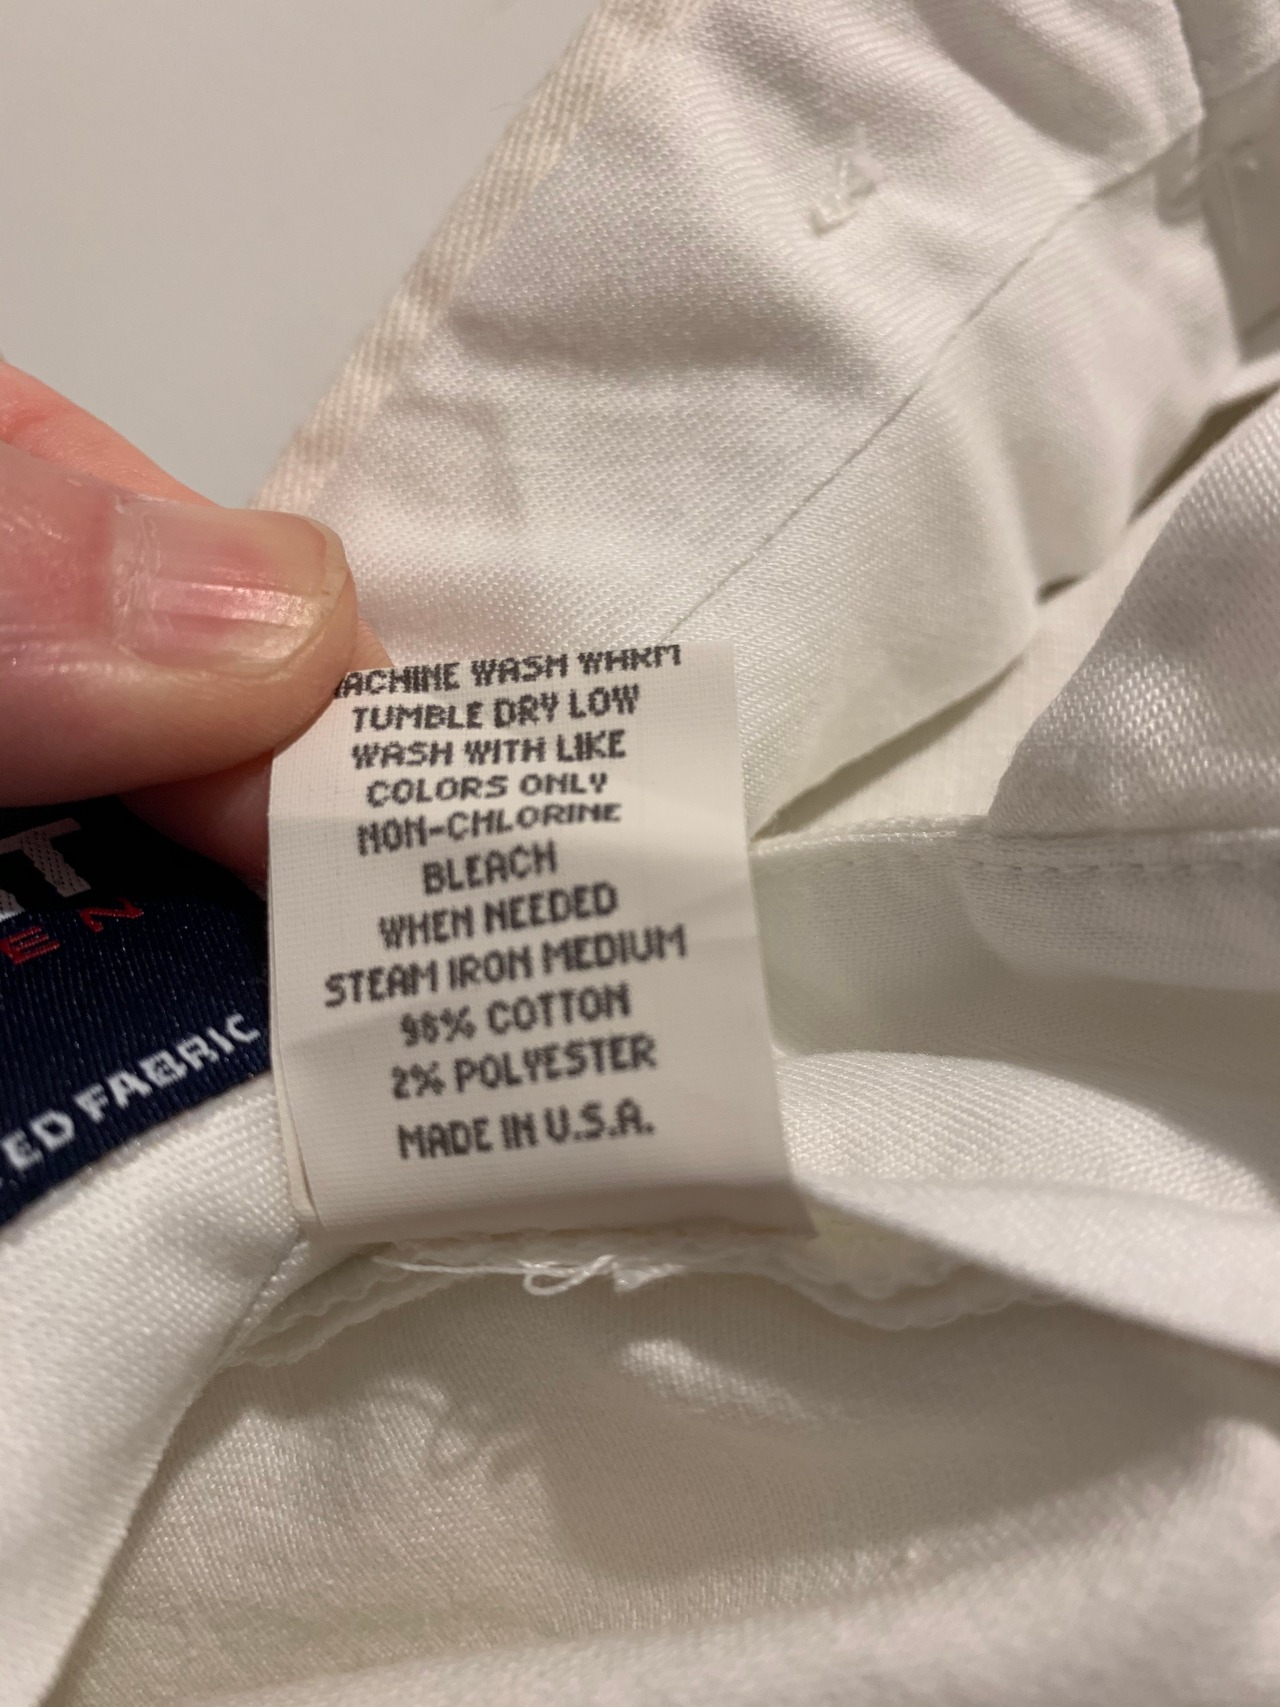 MACHINE WASH WARM
TUMBLE DRY LOW
WASH WITH LIKE
COLORS ONLY
NON-CHLORINE
BLEACH
WHEN NEEDED
STEAM IRON MEDIUM
98% COTTON
2% POLYESTER
MADE IN U.S.A.
FABRIC